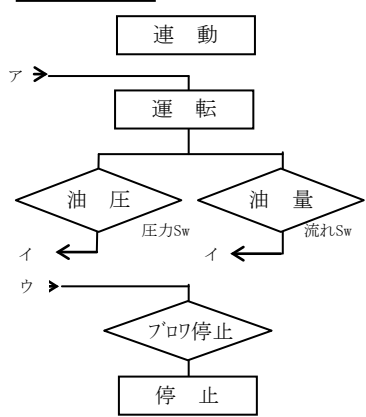 連 動
ア
運 転
油 圧
油 量
圧力Sw
流れSw
イ
イ
ウ
ﾌﾞﾛﾜ停止
停 止